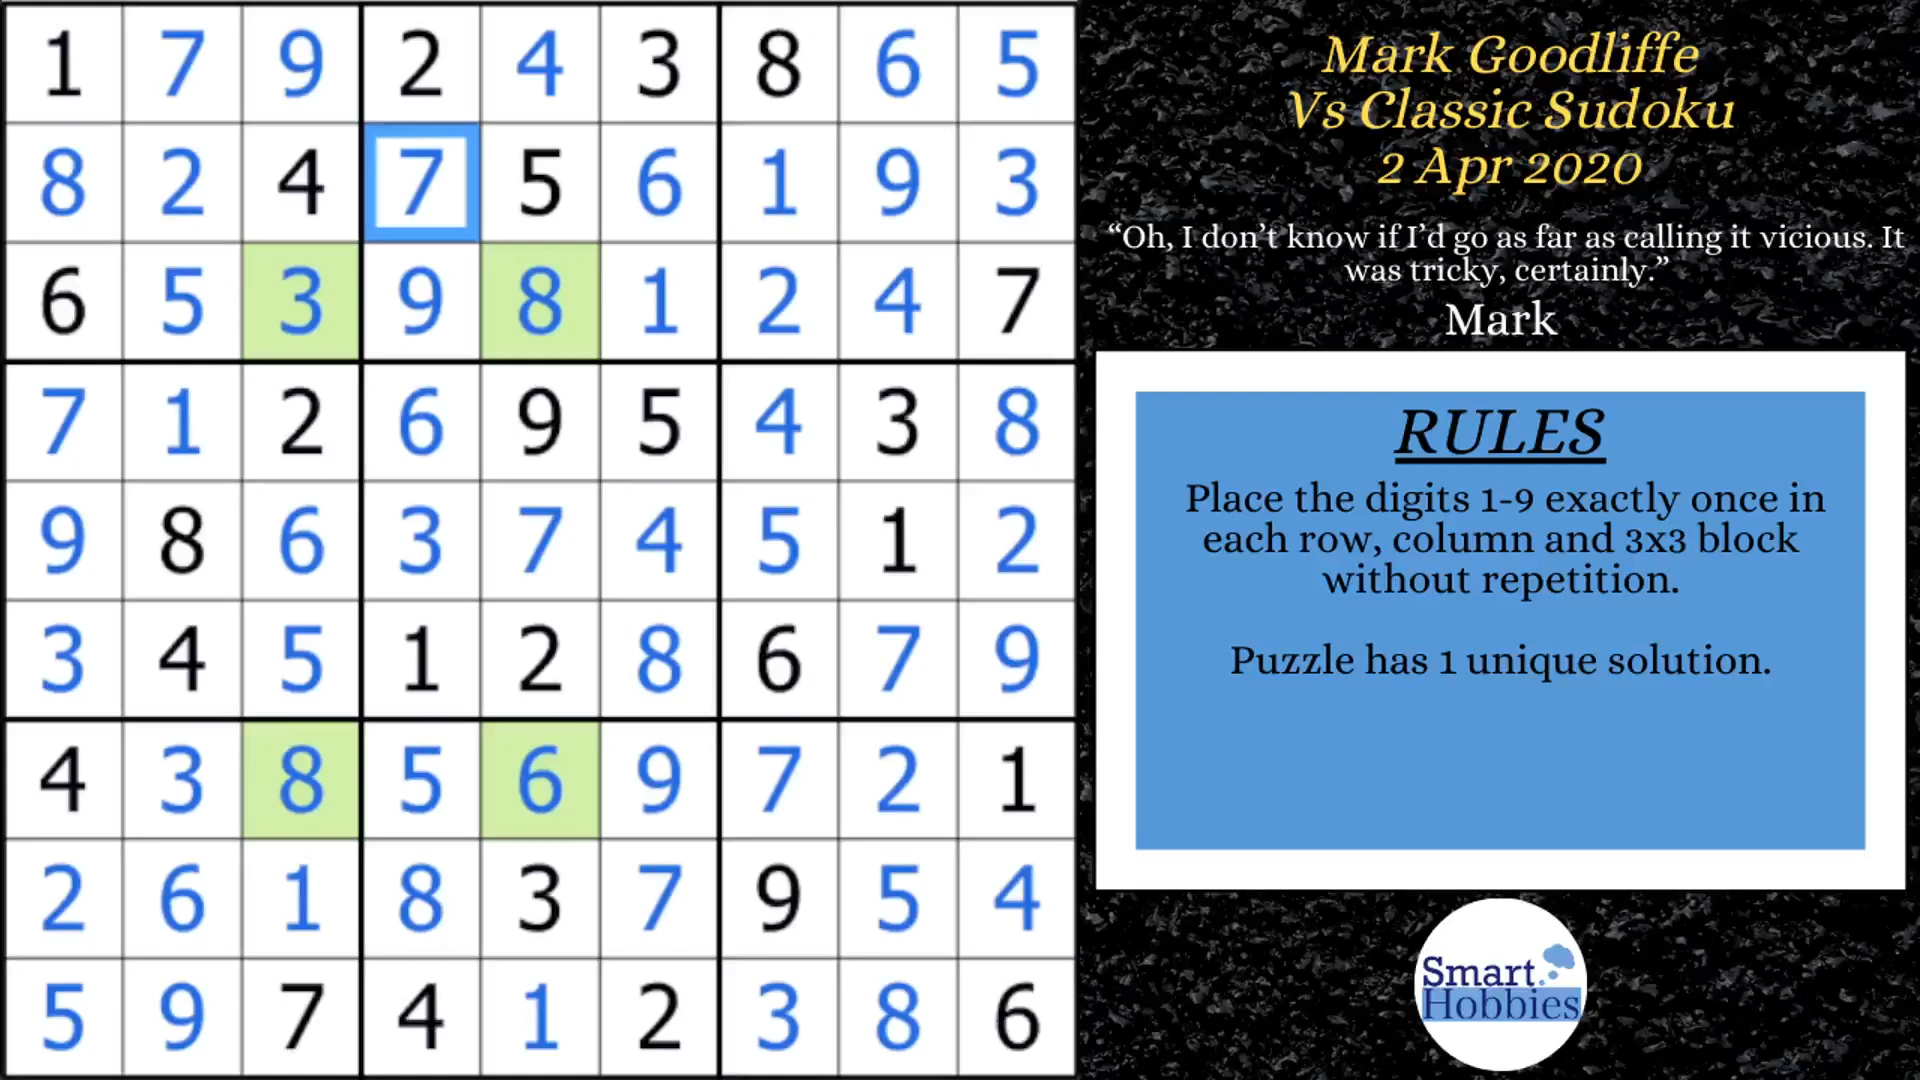 1 7 9 2 4 3 8 6 5
8 2 4 7 5 6 1 9 3
6 5 3 9 8 1 2 4 7
7 1 2 6 9 5 4 3 8
9 8 6 3 7 4 5 1 2
3 4 5 1 2 8 6 7 9
4 3 8 5 6 9 7 2 1
2 6 1 8 3 7 9 5 4
5 9 7 4 1 2 3 8 6
Mark Goodliffe
Vs Classic Sudoku
2 Apr 2020
“Oh, I don’t know if I’d go as far as calling it vicious. It
was tricky, certainly.”
Mark
RULES
Place the digits 1-9 exactly once in
each row, column and 3x3 block
without repetition.
Puzzle has 1 unique solution.
Smart
Hobbies